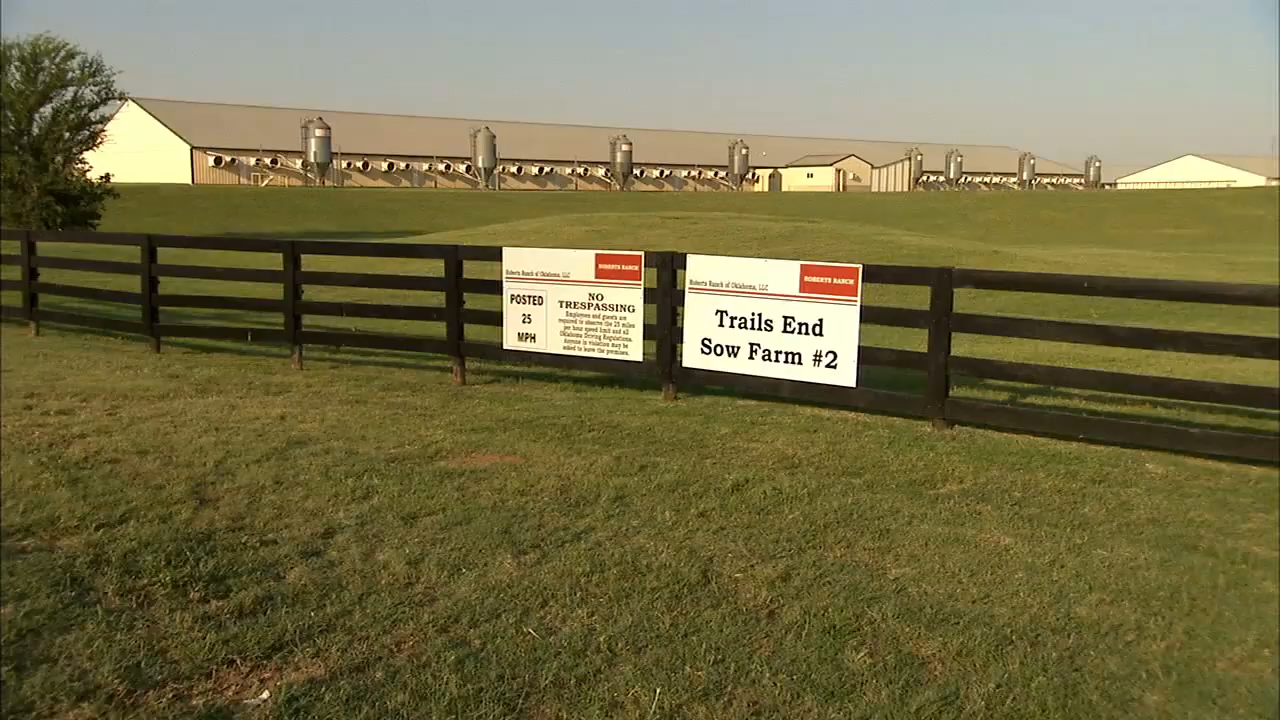 Roberts Ranch of Oklahoma, LLC
ROBERTS RANCH
POSTED
25
MPH
NO
TRESPASSING
Employees and guests are
required to observe the 25 miles
per hour speed limit and all
Oklahoma Driving Regulations.
Anyone in violation may be
asked to leave the premises.
Roberts Ranch of Oklahoma, LLC
ROBERTS RANCH
Trails End
Sow Farm #2